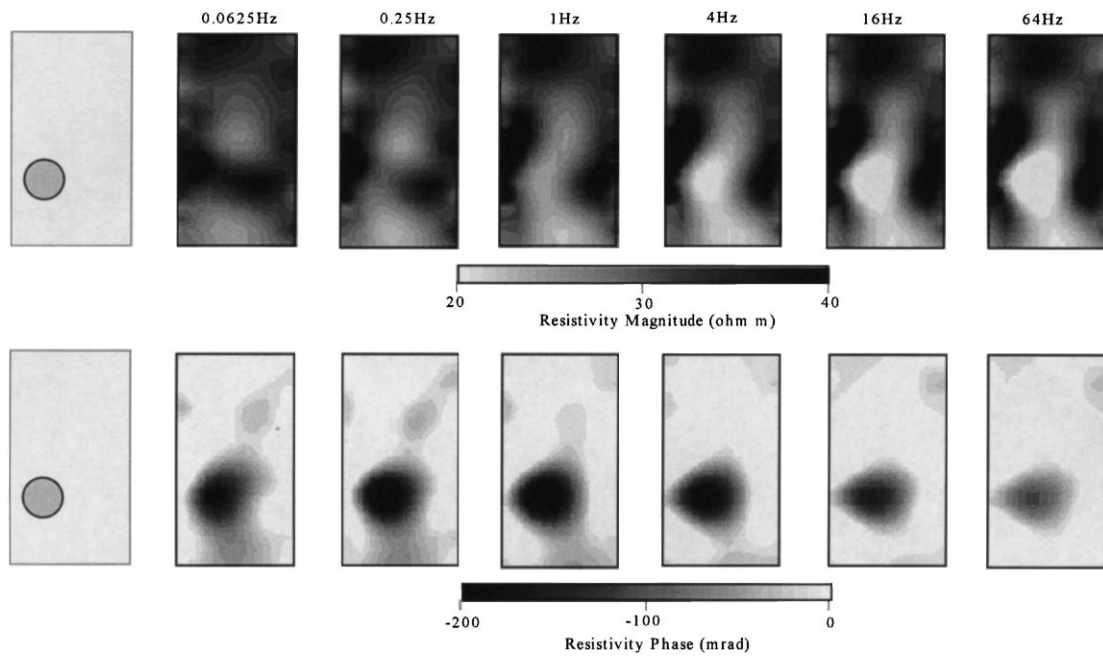 0.0625Hz 0.25Hz 1Hz 4Hz 16Hz 64Hz
20 30 40
Resistivity Magnitude (ohm m)
-200 -100 0
Resistivity Phase (mrad)